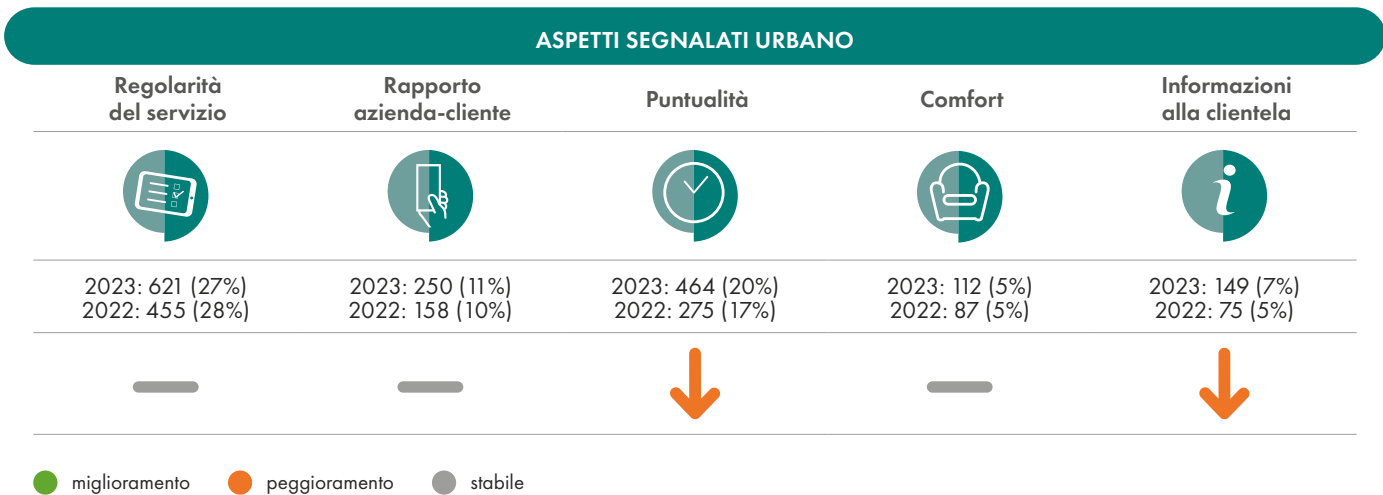 ASPETTI SEGNALATI URBANO
Regolarità
del servizio
Rapporto
azienda-cliente
Puntualità
Comfort
Informazioni
alla clientela
2023: 621 (27%)
2022: 455 (28%)
2023: 250 (11%)
2022: 158 (10%)
2023: 464 (20%)
2022: 275 (17%)
2023: 112 (5%)
2022: 87 (5%)
2023: 149 (7%)
2022: 75 (5%)
miglioramento
peggioramento
stabile